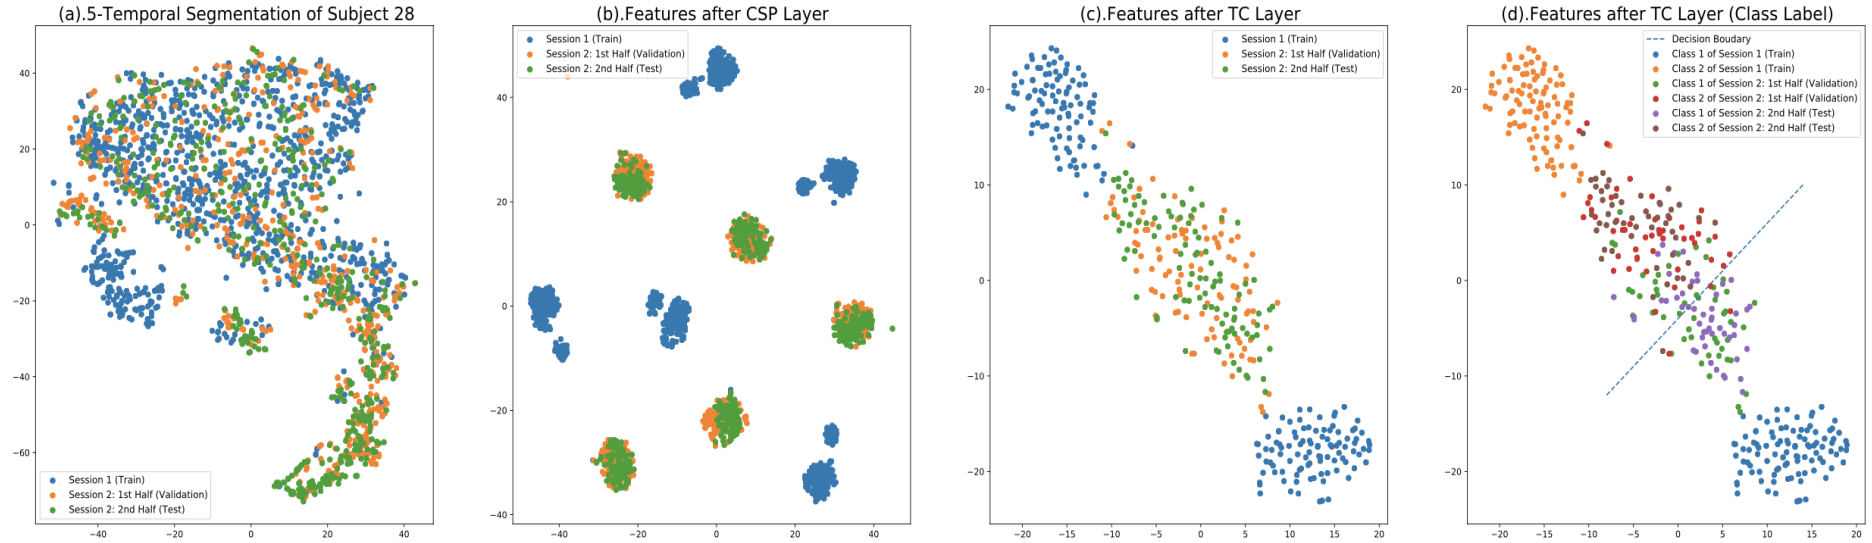 (a).5-Temporal Segmentation of Subject 28
40
20
0
−20
−40
−60
−40
−20
0
20
40
Session 1 (Train)
Session 2: 1st Half (Validation)
Session 2: 2nd Half (Test)
(b).Features after CSP Layer
Session 1 (Train)
Session 2: 1st Half (Validation)
Session 2: 2nd Half (Test)
40
20
0
−20
−40
−40
−20
0
20
40
(c).Features after TC Layer
Session 1 (Train)
Session 2: 1st Half (Validation)
Session 2: 2nd Half (Test)
20
10
0
−10
−20
−20
−15
−10
−5
0
5
10
15
20
(d).Features after TC Layer (Class Label)
Decision Boudary
Class 1 of Session 1 (Train)
Class 2 of Session 1 (Train)
Class 1 of Session 2: 1st Half (Validation)
Class 2 of Session 2: 1st Half (Validation)
Class 1 of Session 2: 2nd Half (Test)
Class 2 of Session 2: 2nd Half (Test)
20
10
0
−10
−20
−20
−15
−10
−5
0
5
10
15
20